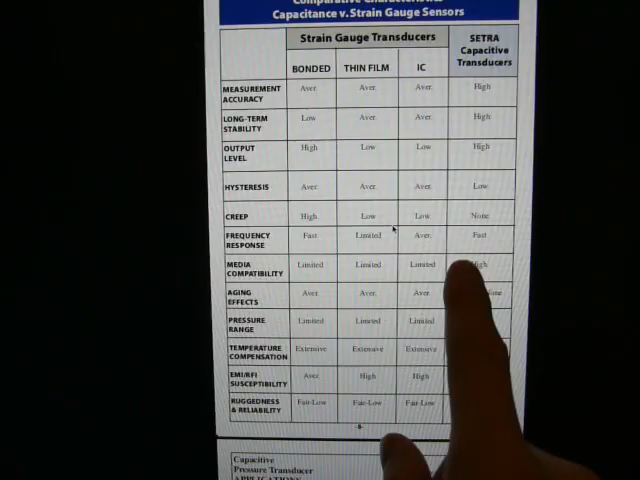 Capacitance v. Strain Gauge Sensors
Strain Gauge Transducers
SETRA
Capacitive
Transducers
BONDED THIN FILM IC
MEASUREMENT
ACCURACY
Aver. Aver. Aver. High
LONG-TERM
STABILITY
Low Aver. Aver. High
OUTPUT
LEVEL
High Low Low High
HYSTERESIS Aver. Aver. Aver. Low
CREEP High Low Low None
FREQUENCY
RESPONSE
Fast Limited Aver. Fast
MEDIA
COMPATIBILITY
Limited Limited Limited High
AGING
EFFECTS
Aver. Aver. Aver. None
PRESSURE
RANGE
Limited Limited Limited
TEMPERATURE
COMPENSATION
Extensive Extensive Extensive
EMI/RFI
SUSCEPTIBILITY
Aver. High High
RUGGEDNESS
& RELIABILITY
Fair-Low Fair-Low Fair-Low
Capacitive
Pressure Transducer